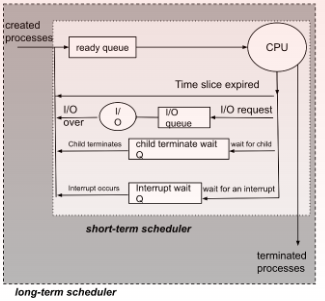 created
processes
ready queue
CPU
Time slice expired
I/O
over
I/
O
I/O
queue
I/O request
Child terminates
child terminate wait
Q
wait for child
Interrupt occurs
Interrupt wait
Q
wait for an interrupt
short-term scheduler
terminated
processes
long-term scheduler